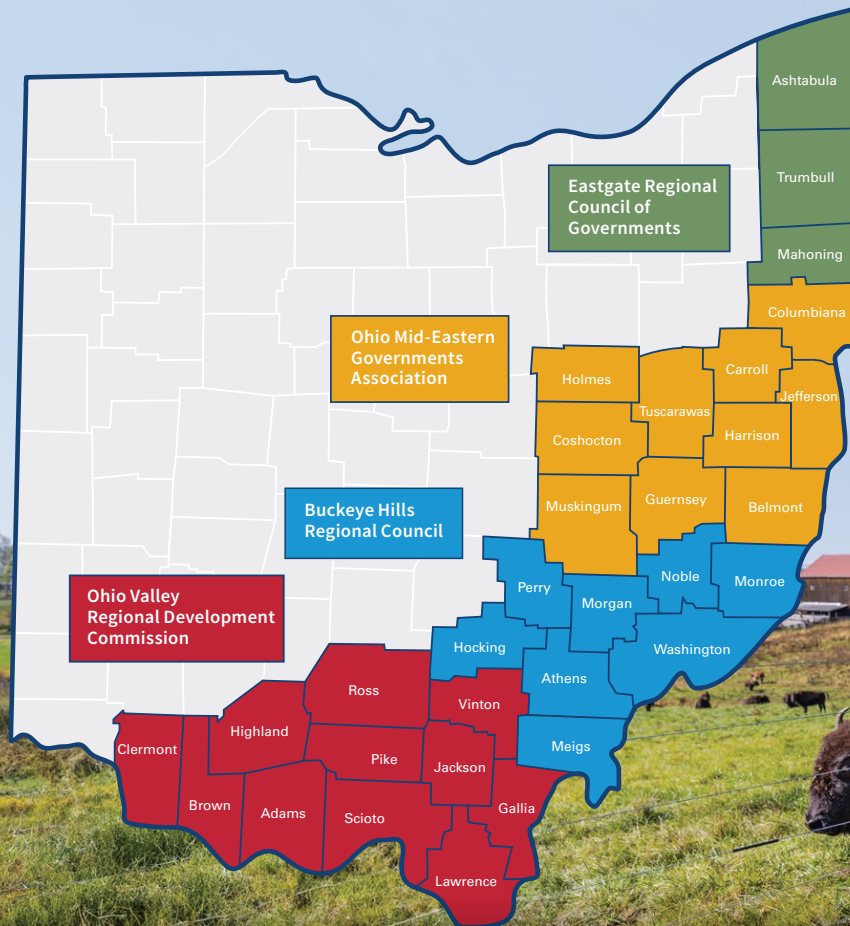 Ashtabula
Trumbull
Eastgate Regional
Council of
Governments
Mahoning
Columbiana
Ohio Mid-Eastern
Governments
Association
Holmes
Carroll
Jefferson
Tuscarawas
Coshocton
Harrison
Muskingum
Guernsey
Belmont
Buckeye Hills
Regional Council
Perry
Noble
Monroe
Morgan
Ohio Valley
Regional Development
Commission
Hocking
Washington
Athens
Ross
Vinton
Highland
Meigs
Clermont
Pike
Jackson
Brown
Adams
Scioto
Gallia
Lawrence